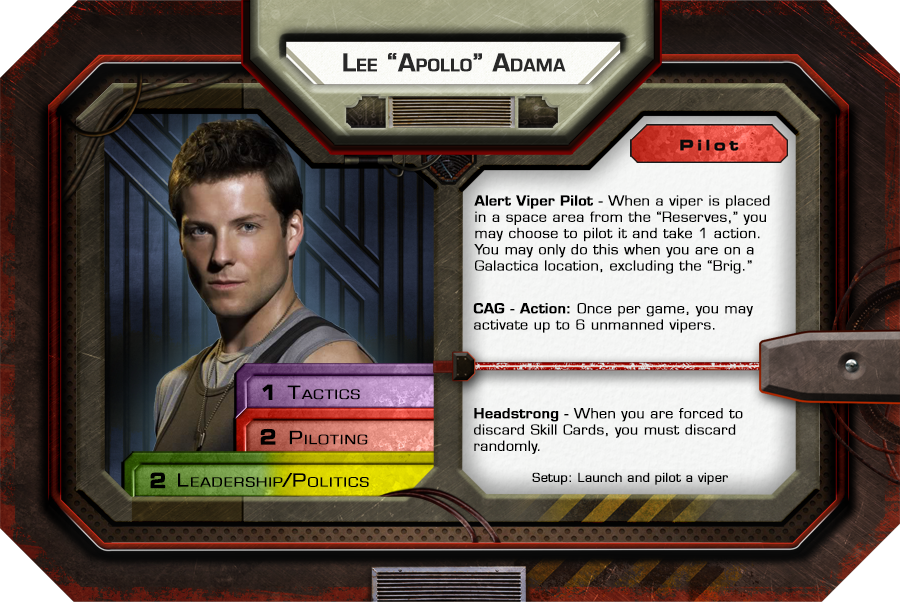 Lee “Apollo” Adama
Pilot
Alert Viper Pilot - When a viper is placed
in a space area from the “Reserves,” you
may choose to pilot it and take 1 action.
You may only do this when you are on a
Galactica location, excluding the “Brig.”
CAG - Action: Once per game, you may
activate up to 6 unmanned vipers.
Headstrong - When you are forced to
discard Skill Cards, you must discard
randomly.
Setup: Launch and pilot a viper
1 Tactics
2 Piloting
2 Leadership/Politics